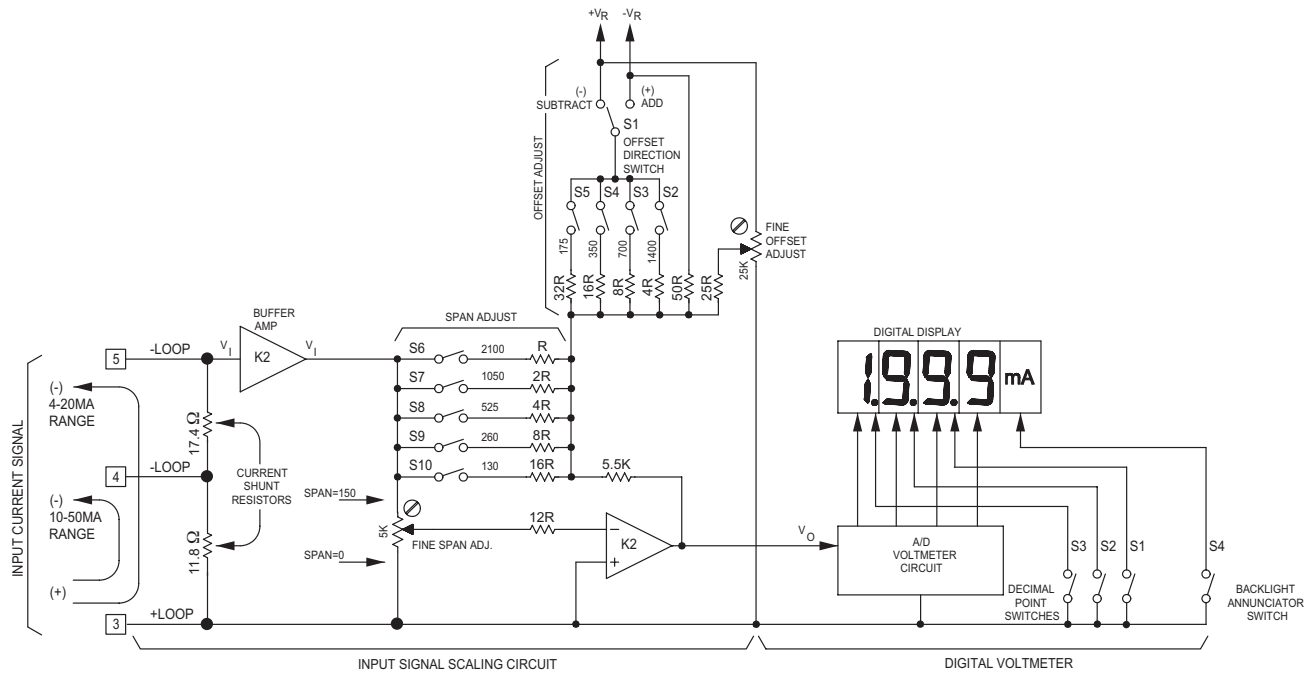 +VR -VR
(-) (+)
SUBTRACT ADD
S1
OFFSET
DIRECTION
SWITCH
OFFSET ADJUST
S5 S4 S3 S2
175 350 700 1400
32R 16R 8R 4R 50R 25R
FINE
OFFSET
ADJUST
25K
BUFFER
AMP
VI K2 VI
SPAN ADJUST
S6 2100 R
S7 1050 2R
S8 525 4R
S9 260 8R
S10 130 16R
5.5K
SPAN=150
5K
12R
FINE SPAN ADJ.
SPAN=0
K2
-
+
VO
INPUT CURRENT SIGNAL
5 -LOOP
(-)
4-20MA
RANGE
17.4 Ω
4 -LOOP
CURRENT
SHUNT
RESISTORS
(-)
10-50MA
RANGE
11.8 Ω
(+)
3 +LOOP
DIGITAL DISPLAY
1.9.9.9 mA
A/D
VOLTMETER
CIRCUIT
S3 S2 S1 S4
DECIMAL
POINT
SWITCHES
BACKLIGHT
ANNUNCIATOR
SWITCH
INPUT SIGNAL SCALING CIRCUIT
DIGITAL VOLTMETER